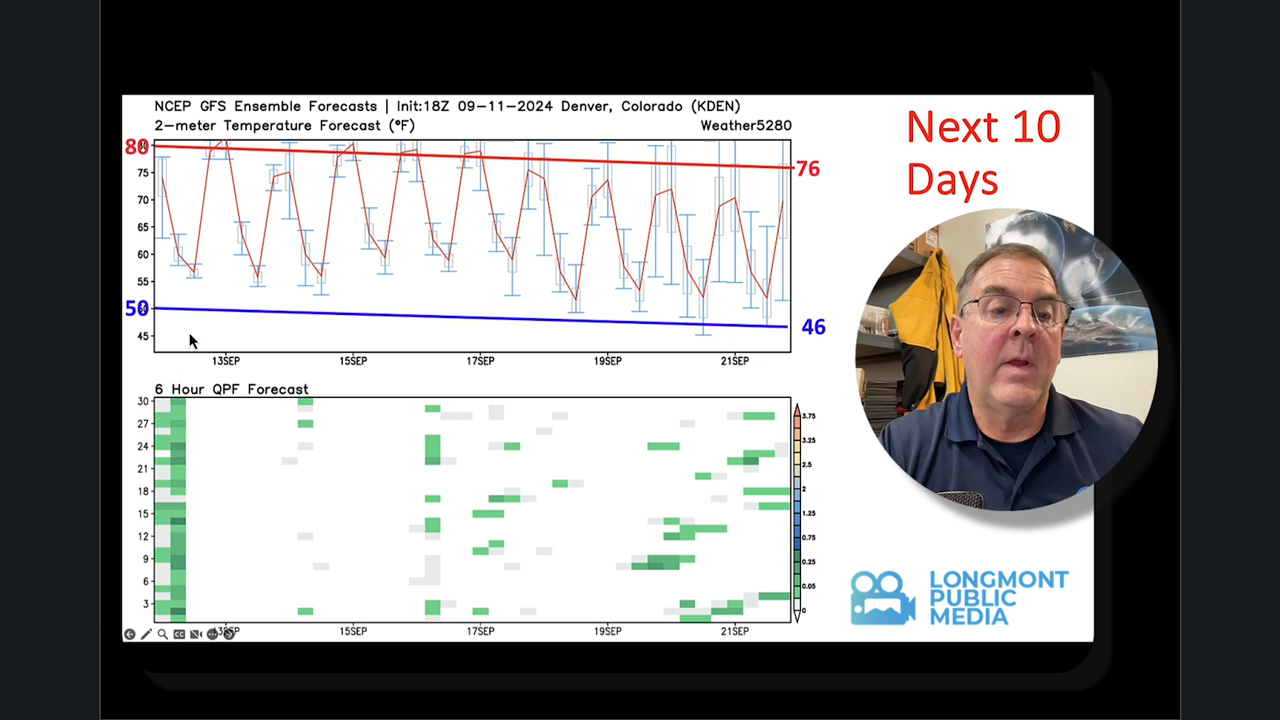 NCEP GFS Ensemble Forecasts | Init:18Z 09-11-2024 Denver, Colorado (KDEN)
2-meter Temperature Forecast (°F)
Weather5280
Next 10
Days
80
76
75
70
65
60
55
50
46
45
13SEP
15SEP
17SEP
19SEP
21SEP
6 Hour QPF Forecast
30
27
24
21
18
15
12
9
6
3
3.75
3.25
2.5
2
1.25
0.75
0.25
0.05
0
13SEP
15SEP
17SEP
19SEP
21SEP
LONGMONT
PUBLIC
MEDIA